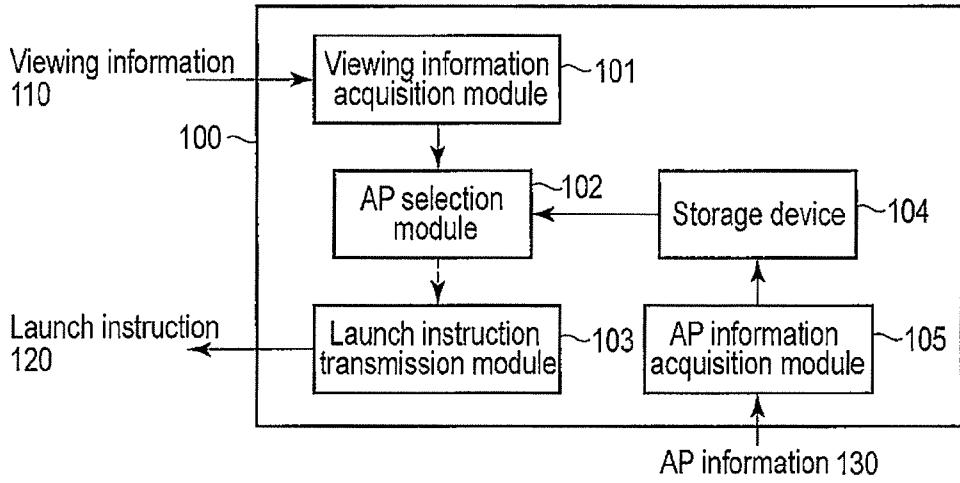 Viewing information
110
100
Viewing information
acquisition module
101
AP selection
module
102
Storage device
104
Launch instruction
120
Launch instruction
transmission module
103
AP information
acquisition module
105
AP information 130